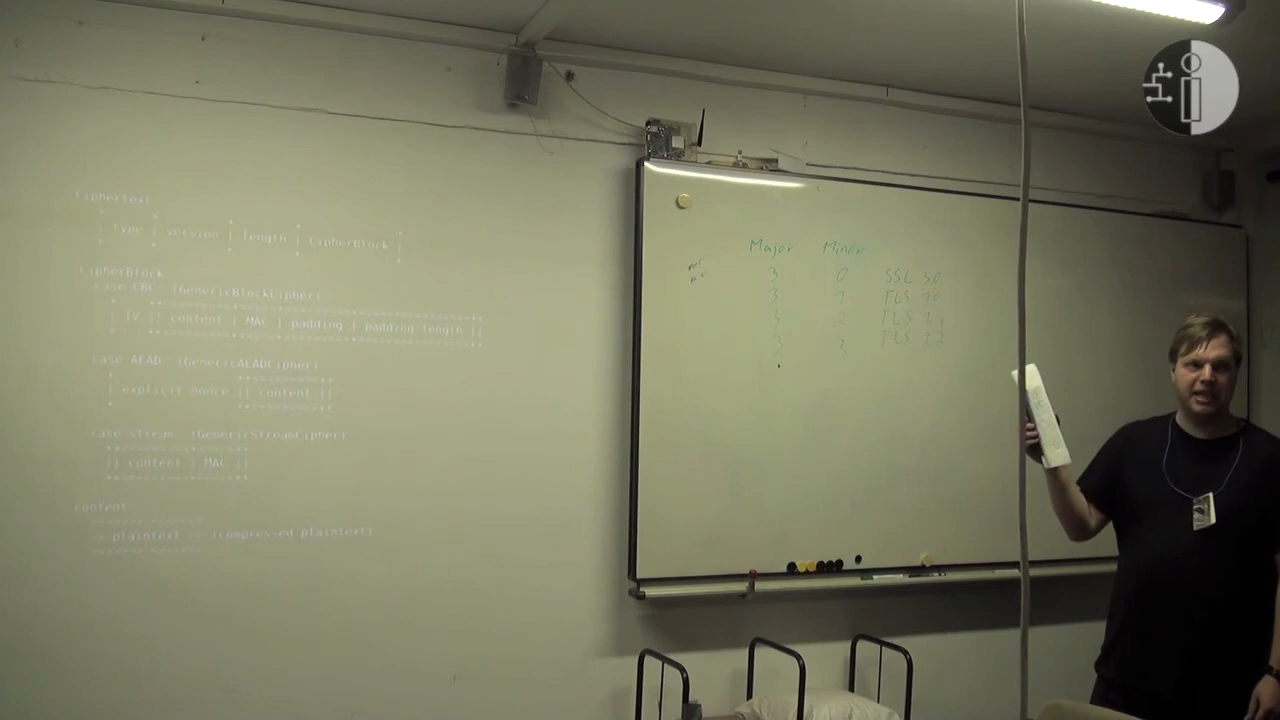 Ciphertext
| type | version | length | CipherBlock |
CipherBlock
case CBC (GenericBlockCipher)
| IV || content | MAC | padding | padding length ||
case AEAD: (GenericAEADCipher)
| explicit nonce || content ||
case stream (GenericStreamCipher)
|| content | MAC ||
content
plaintext (compressed plaintext)
Major Minor
3 0 SSL 3.0
3 1 TLS 1.0
3 2 TLS 1.1
3 3 TLS 1.2